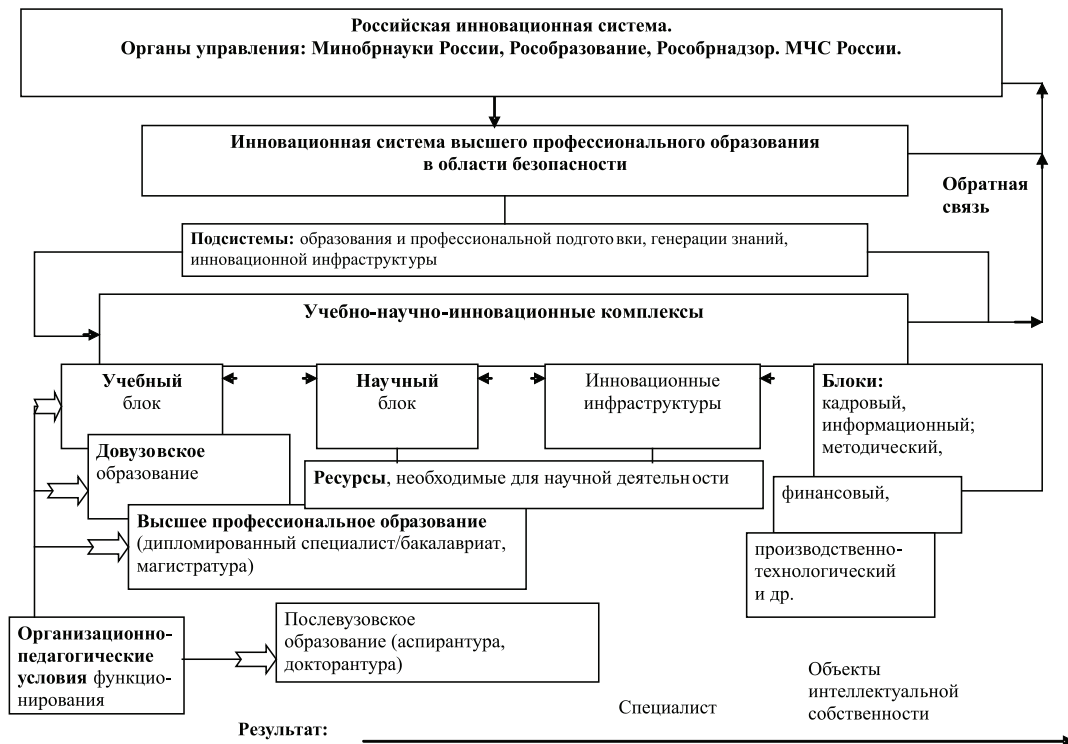 Российская инновационная система.
Органы управления: Минобрнауки России, Рособразование, Рособрнадзор. МЧС России.
Инновационная система высшего профессионального образования
в области безопасности
Обратная
связь
Подсистемы: образования и профессиональной подготовки, генерации знаний,
инновационной инфраструктуры
Учебно-научно-инновационные комплексы
Учебный
блок
Научный
блок
Инновационные
инфраструктуры
Блоки:
кадровый,
информационный;
методический,
Довузовское
образование
Ресурсы, необходимые для научной деятельности
финансовый,
Высшее профессиональное образование
(дипломированный специалист/бакалавриат,
магистратура)
производственно-
технологический
и др.
Организационно-
педагогические
условия функцио-
нирования
Послевузовское
образование (аспирантура,
докторантура)
Специалист
Объекты
интеллектуальной
собственности
Результат: